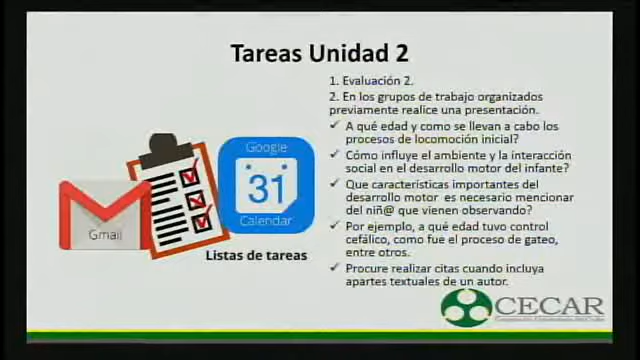 Tareas Unidad 2
1. Evaluación 2.
2. En los grupos de trabajo organizados
previamente realice una presentación.
A qué edad y como se llevan a cabo los
procesos de locomoción inicial?
Cómo influye el ambiente y la interacción
social en el desarrollo motor del infante?
Que características importantes del
desarrollo motor es necesario mencionar
del niñ@ que vienen observando?
Por ejemplo, a qué edad tuvo control
cefálico, como fue el proceso de gateo,
entre otros.
Procure realizar citas cuando incluya
apartes textuales de un autor.
Gmail
Google
31
Calendar
Listas de tareas
CECAR